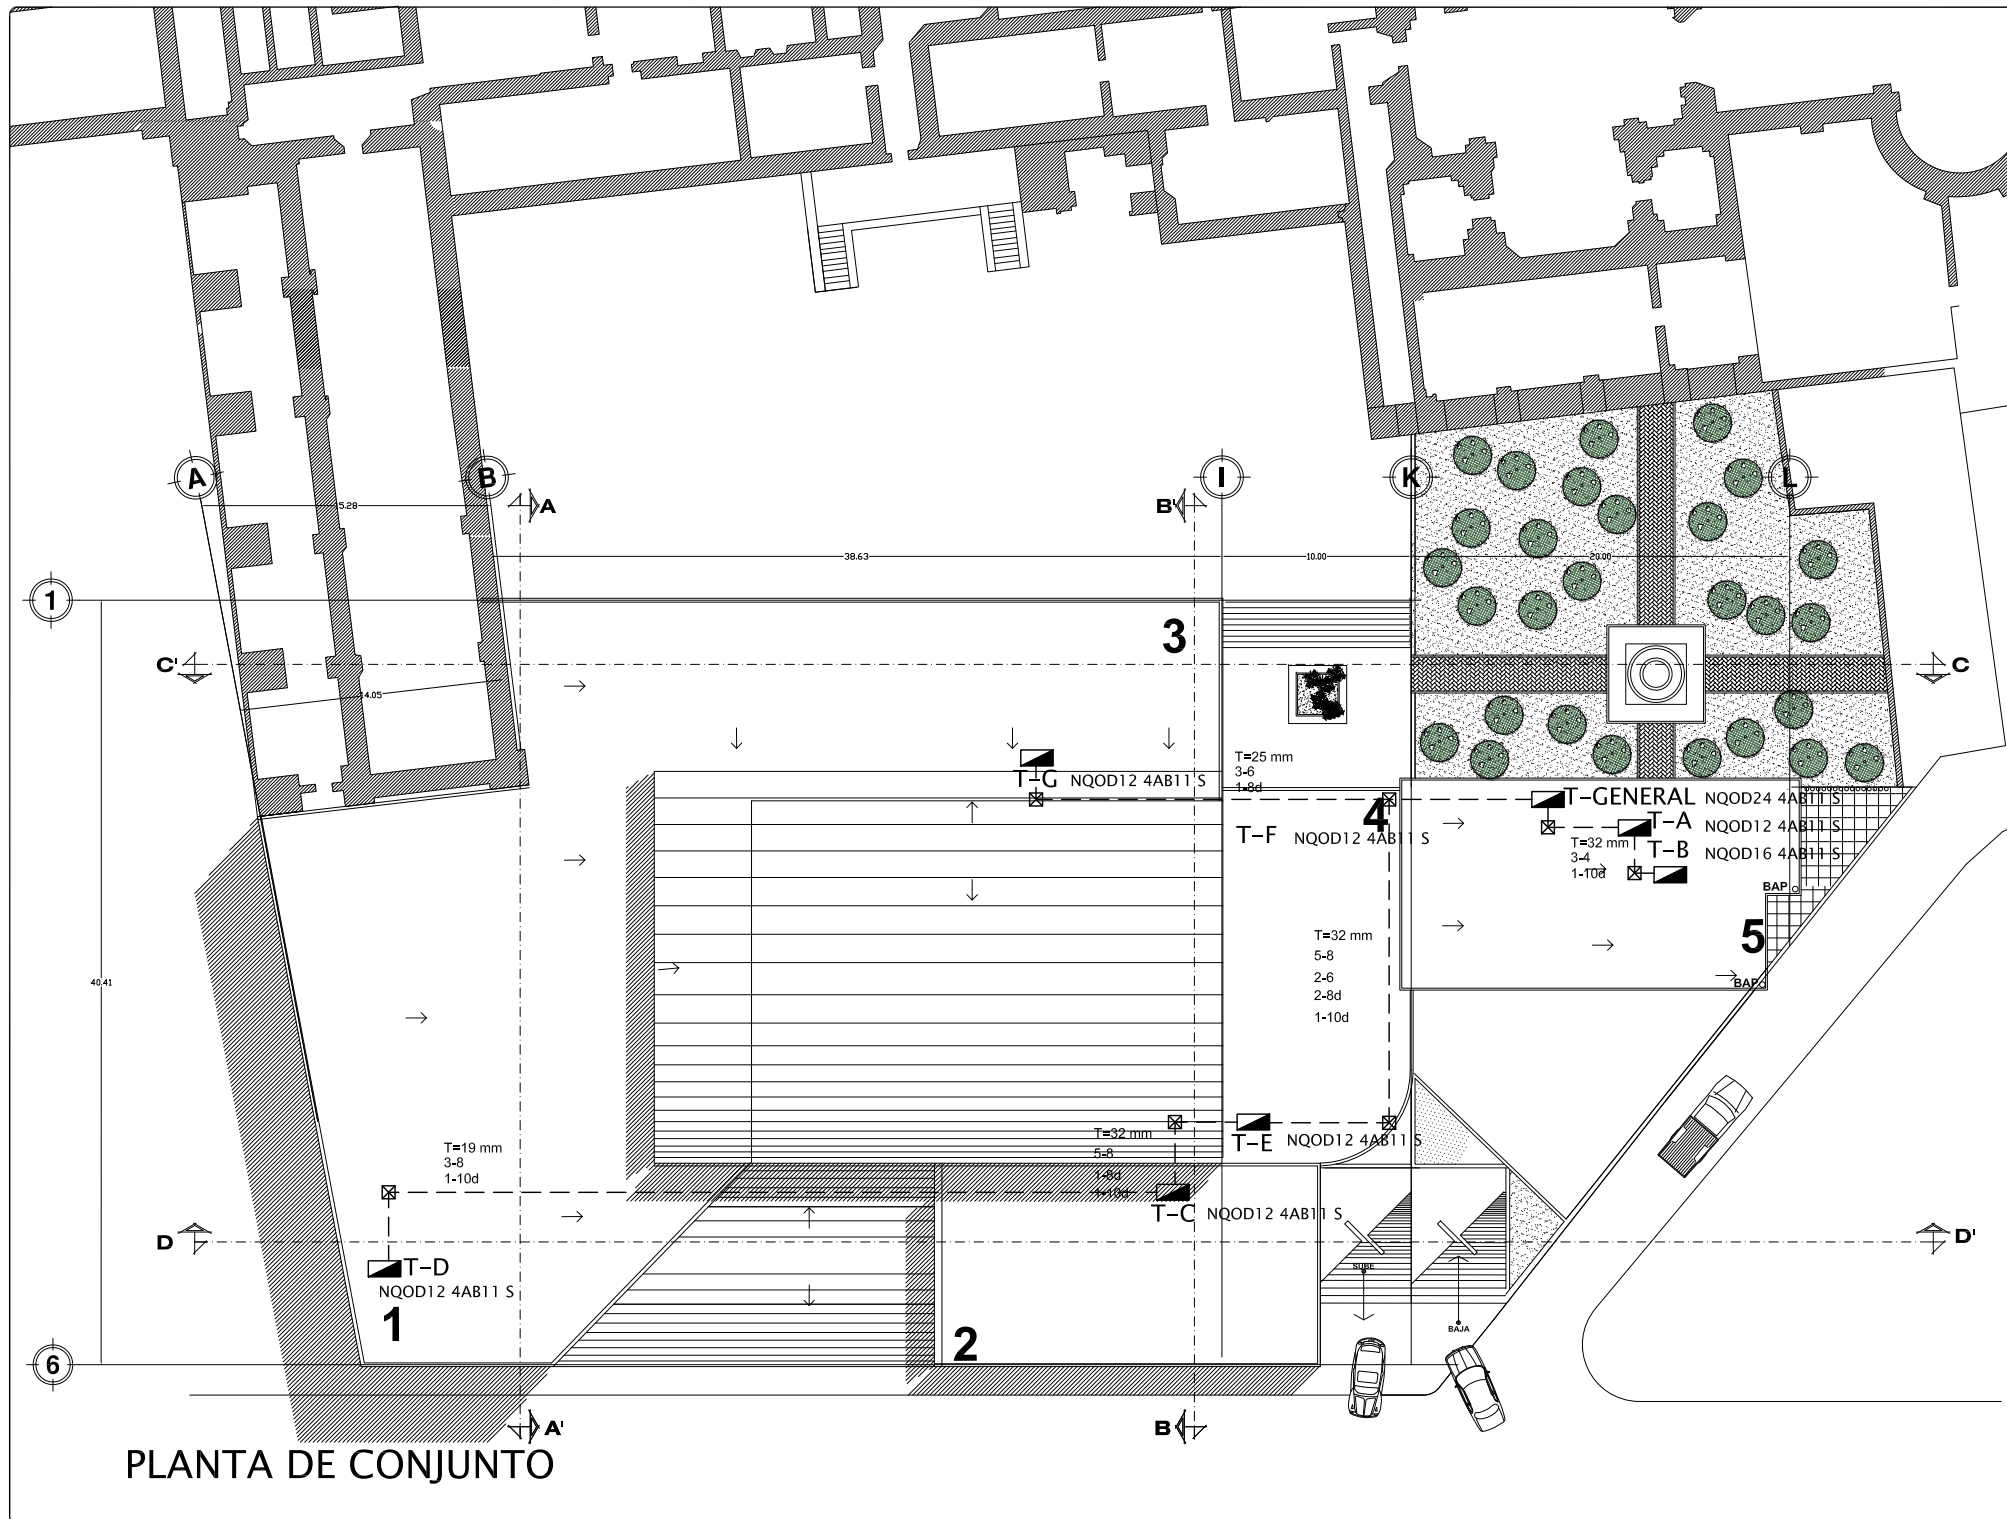 A
B
I
K
L
5.28
A
B'
38.63
10.00
20.00
1
3
C'
C
14.05
T-G NQOD12 4AB11 S
T=25 mm
3-6
1-8d
4
T-F NQOD12 4AB11 S
T-GENERAL NQOD24 4AB11 S
T-A NQOD12 4AB11 S
T-B NQOD16 4AB11 S
T=32 mm
3-4
1-10d
BAP
5
BAP
T=32 mm
5-8
2-6
2-8d
1-10d
40.41
T=19 mm
3-8
1-10d
T=32 mm
5-8
1-8d
1-10d
T-E NQOD12 4AB11 S
T-C NQOD12 4AB11 S
D
D'
T-D
NQOD12 4AB11 S
1
2
SUBE
BAJA
6
A'
B
PLANTA DE CONJUNTO